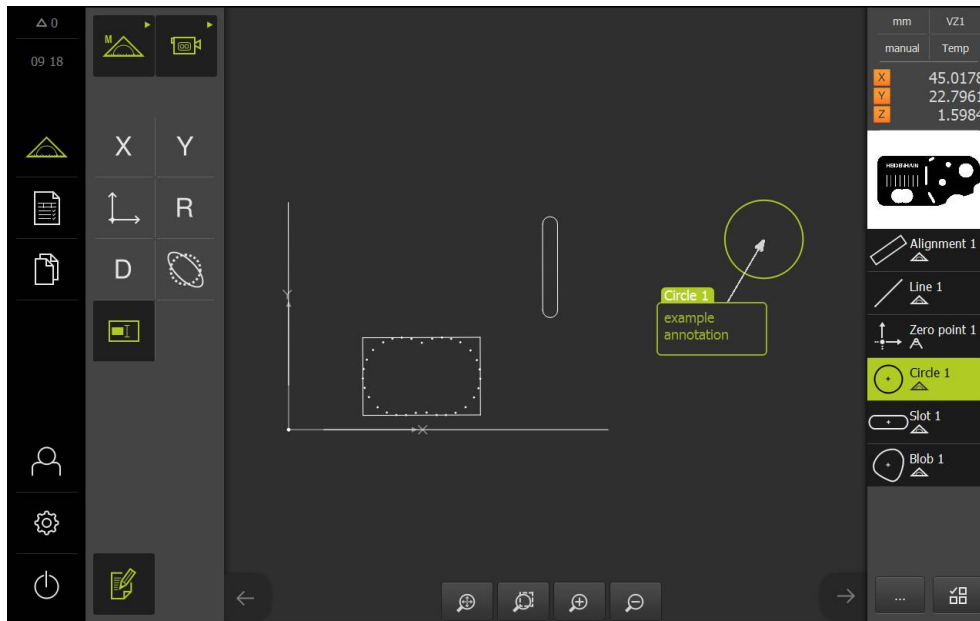 0
09 18
M
X
Y
R
D
Y
X
Circle 1
example
annotation
mm
VZ1
manual
Temp
X 45.0178
Y 22.7961
Z 1.5984
HEIDENHAIN
Alignment 1
Line 1
Zero point 1
Circle 1
Slot 1
Blob 1
...